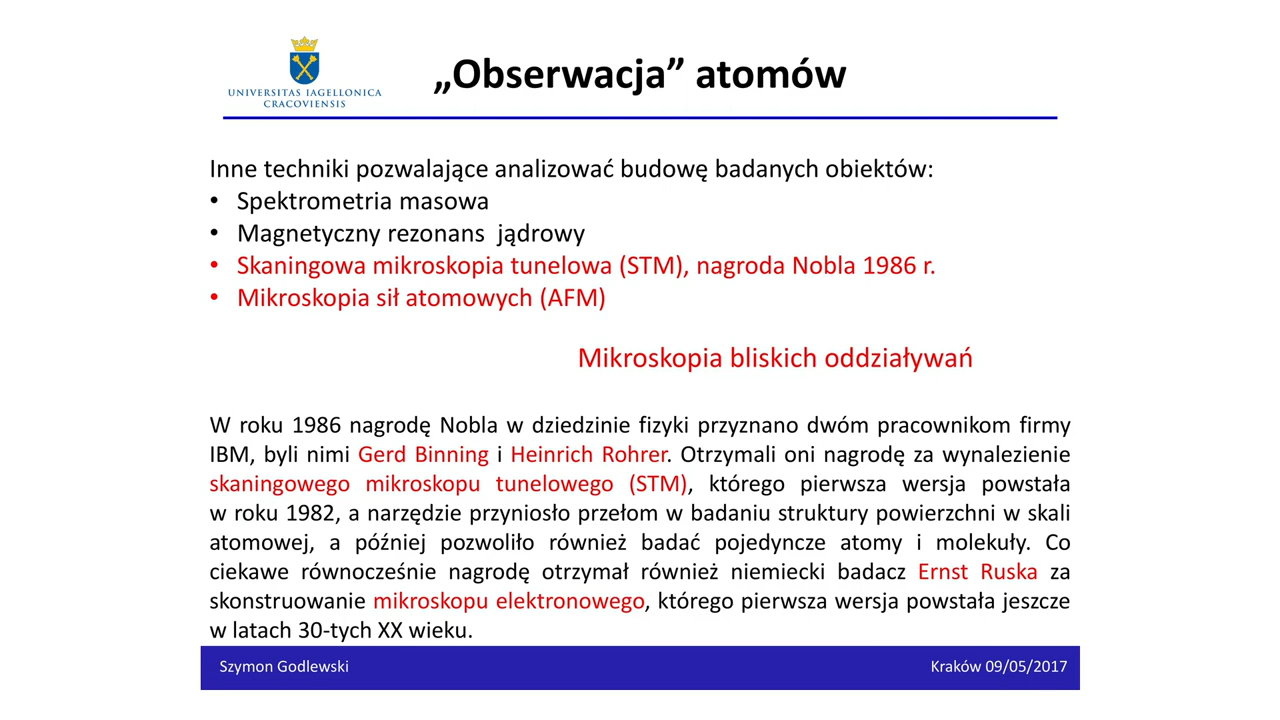 UNIVERSITAS IAGELLONICA
CRACOVIENSIS
„Obserwacja” atomów
Inne techniki pozwalające analizować budowę badanych obiektów:
• Spektrometria masowa
• Magnetyczny rezonans jądrowy
• Skaningowa mikroskopia tunelowa (STM), nagroda Nobla 1986 r.
• Mikroskopia sił atomowych (AFM)
Mikroskopia bliskich oddziaływań
W roku 1986 nagrodę Nobla w dziedzinie fizyki przyznano dwóm pracownikom firmy
IBM, byli nimi Gerd Binning i Heinrich Rohrer. Otrzymali oni nagrodę za wynalezienie
skaningowego mikroskopu tunelowego (STM), którego pierwsza wersja powstała
w roku 1982, a narzędzie przyniosło przełom w badaniu struktury powierzchni w skali
atomowej, a później pozwoliło również badać pojedyncze atomy i molekuły. Co
ciekawe równocześnie nagrodę otrzymał również niemiecki badacz Ernst Ruska za
skonstruowanie mikroskopu elektronowego, którego pierwsza wersja powstała jeszcze
w latach 30-tych XX wieku.
Szymon Godlewski
Kraków 09/05/2017